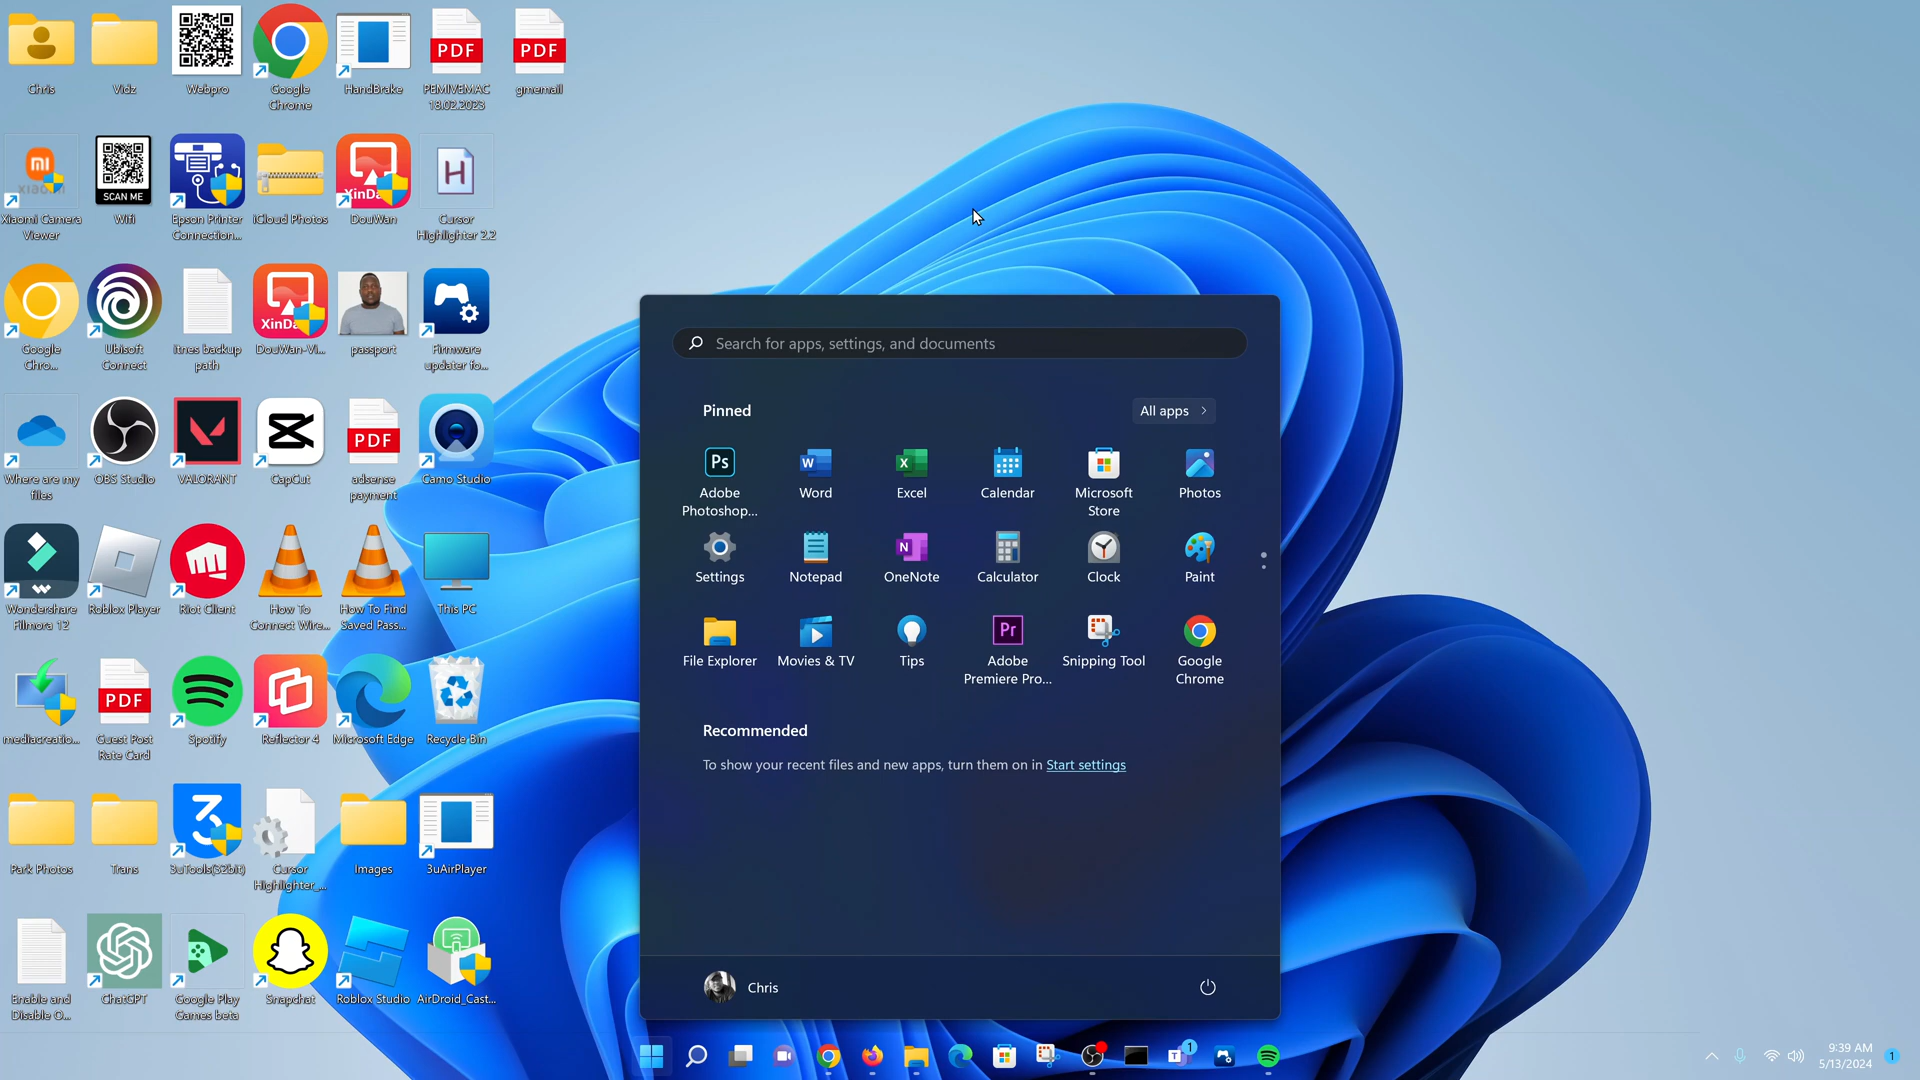 Chris
Vidz
Webpro
Google
Chrome
HandBrake
PDF
PBMIVEMAC
18.02.2023
PDF
gmemail
Xiaomi Camera
Viewer
SCAN ME
Wifi
Epson Printer
Connection...
iCloud Photos
DouWan
H
Cursor
Highlighter 2.2
Google
Chro...
Ubisoft
Connect
itnes backup
path
DouWan-Vi...
passport
Firmware
updater fo...
Where are my
files
OBS Studio
VALORANT
CapCut
PDF
adsense
payment
Camo Studio
Wondershare
Filmora 12
Roblox Player
Riot Client
How To
Connect Wire...
How To Find
Saved Pass...
This PC
mediacreatio...
PDF
Guest Post
Rate Card
Spotify
Reflector 4
Microsoft Edge
Recycle Bin
Park Photos
Trans
3uTools(32bit)
Cursor
Highlighter_...
Images
3uAirPlayer
Enable and
Disable O...
ChatGPT
Google Play
Games beta
Snapchat
Roblox Studio
AirDroid_Cast...
Search for apps, settings, and documents
Pinned
All apps
Ps
Adobe
Photoshop...
W
Word
X
Excel
Calendar
Microsoft
Store
Photos
Settings
Notepad
N
OneNote
Calculator
Clock
Paint
File Explorer
Movies & TV
Tips
Pr
Adobe
Premiere Pro...
Snipping Tool
Google
Chrome
Recommended
To show your recent files and new apps, turn them on in Start settings
Chris
T
1
9:39 AM
5/13/2024
1